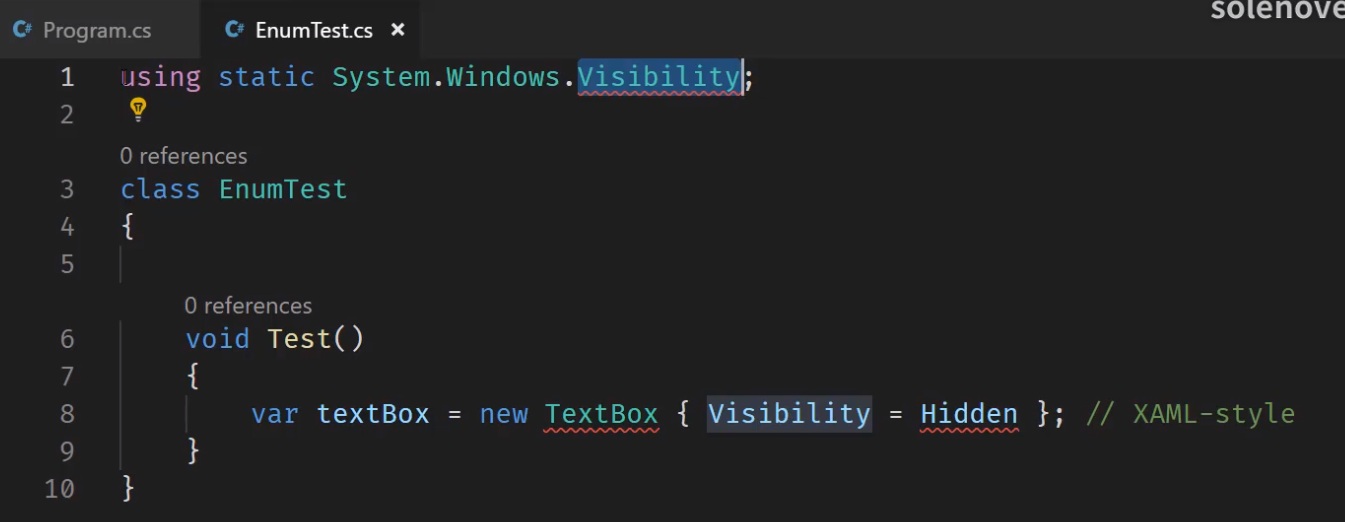 C# Program.cs C# EnumTest.cs ×
solenove
1 using static System.Windows.Visibility;
2
0 references
3 class EnumTest
4 {
5
0 references
6 void Test()
7 {
8 var textBox = new TextBox { Visibility = Hidden }; // XAML-style
9 }
10 }